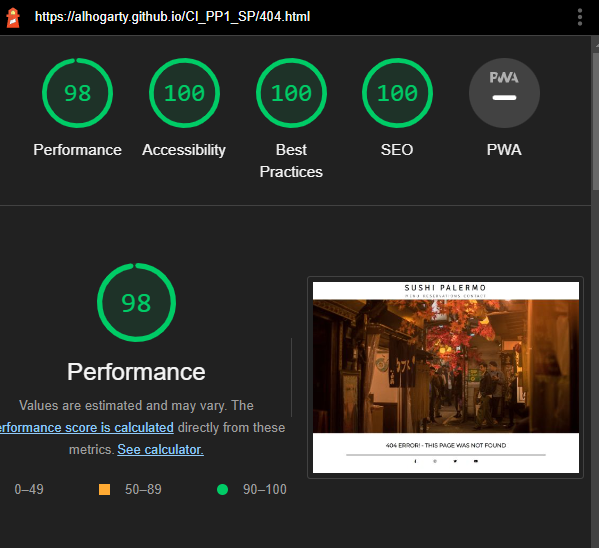 https://alhogarty.github.io/CI_PP1_SP/404.html
98
100
100
100
PWA
Performance
Accessibility
Best
Practices
SEO
PWA
98
Performance
Values are estimated and may vary. The
erformance score is calculated directly from these
metrics. See calculator.
0–49
50–89
90–100
SUSHI PALERMO
MENU RESERVATIONS CONTACT
404 ERROR! - THIS PAGE WAS NOT FOUND